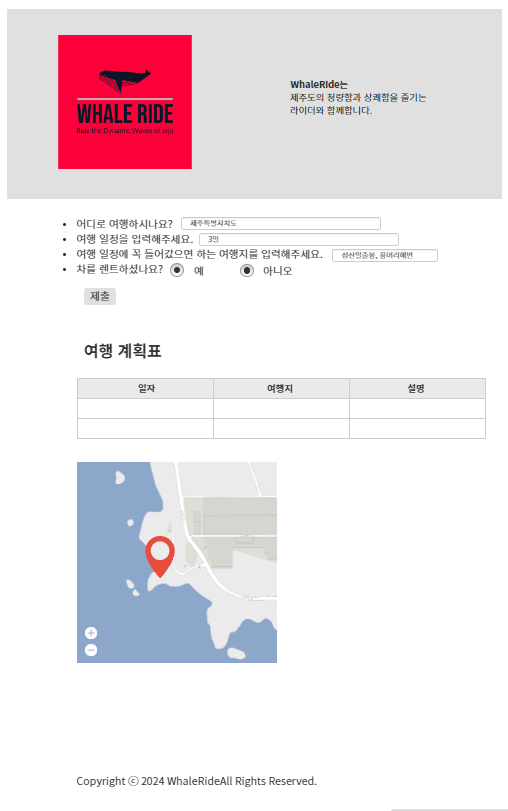 WHALE RIDE
Ride the Dynamic Waves of Jeju
WhaleRIde는
제주도의 청량함과 상쾌함을 즐기는
라이더와 함께합니다.
어디로 여행하시나요? 제주특별자치도
여행 일정을 입력해주세요. 3일
여행 일정에 꼭 들어갔으면 하는 여행지를 입력해주세요. 성산일출봉, 용머리해변
차를 렌트하셨나요? 예 아니오
제출
여행 계획표
일자 여행지 설명
Copyright ⓒ 2024 WhaleRideAll Rights Reserved.